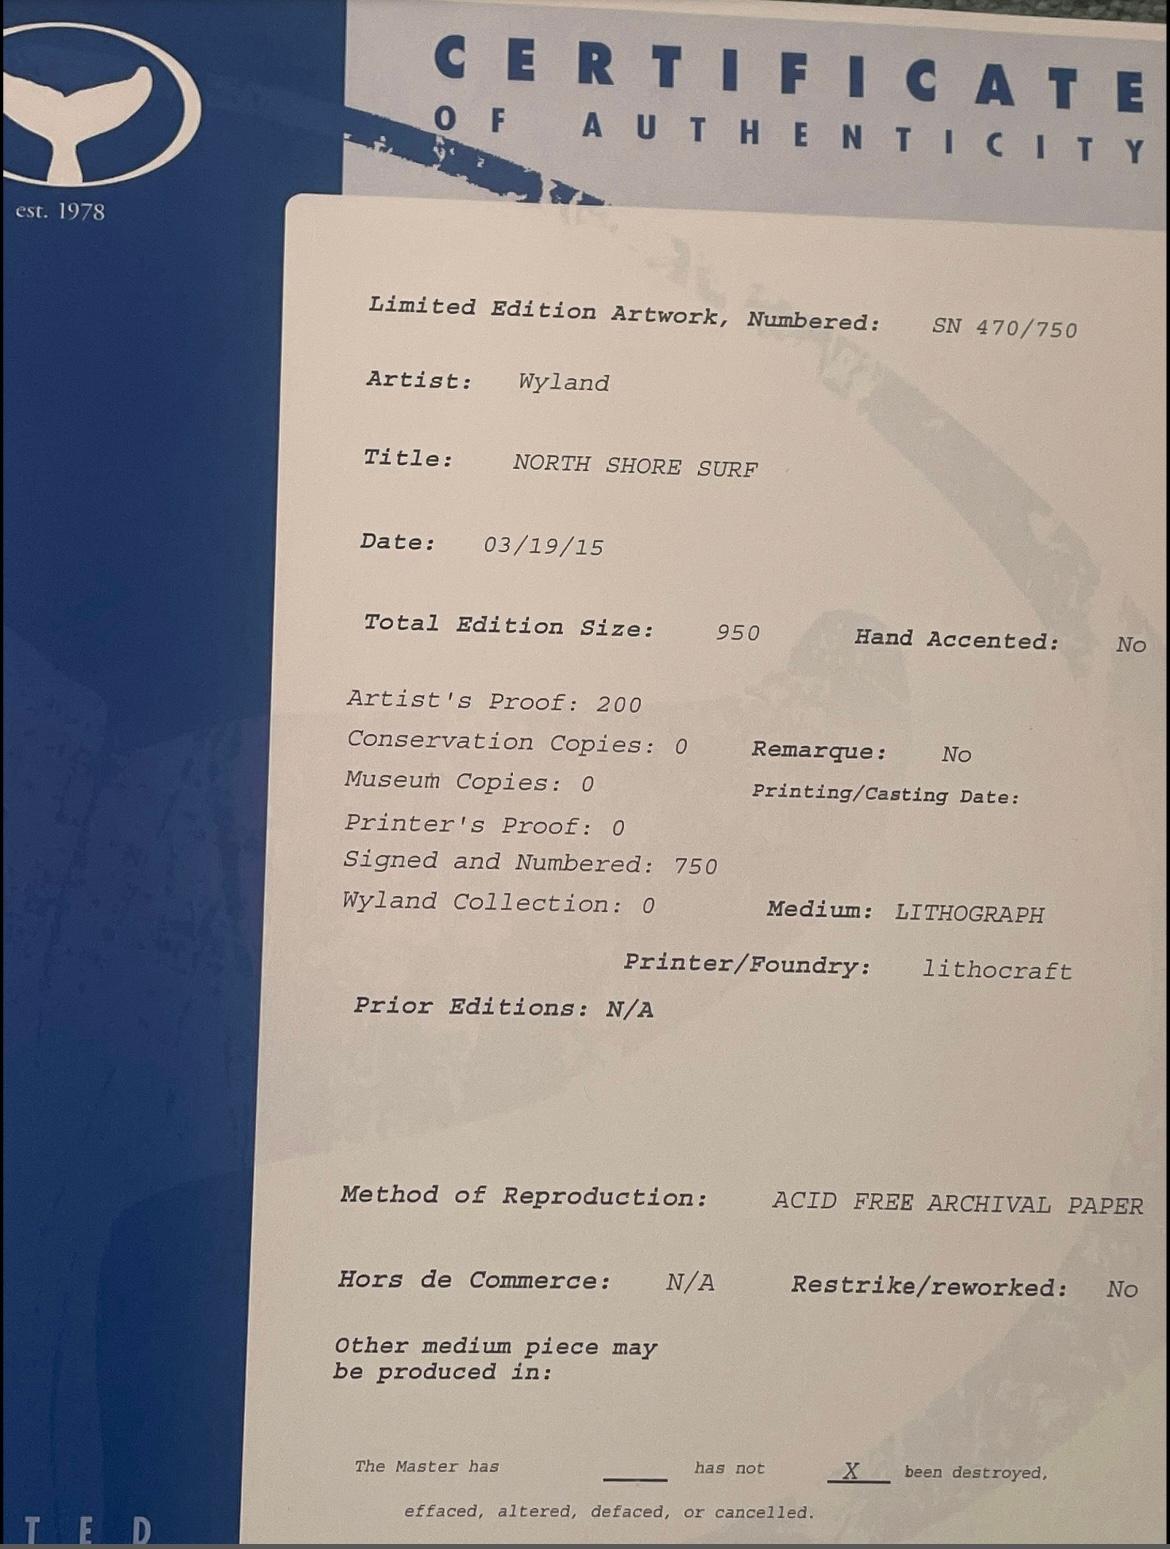 CERTIFICATE
OF AUTHENTICITY
est. 1978
Limited Edition Artwork, Numbered: SN 470/750
Artist: Wyland
Title: NORTH SHORE SURF
Date: 03/19/15
Total Edition Size: 950 Hand Accented: No
Artist's Proof: 200
Conservation Copies: 0 Remarque: No
Museum Copies: 0 Printing/Casting Date:
Printer's Proof: 0
Signed and Numbered: 750
Wyland Collection: 0 Medium: LITHOGRAPH
Printer/Foundry: lithocraft
Prior Editions: N/A
Method of Reproduction: ACID FREE ARCHIVAL PAPER
Hors de Commerce: N/A Restrike/reworked: No
Other medium piece may
be produced in:
The Master has ____ has not X been destroyed,
effaced, altered, defaced, or cancelled.
TED